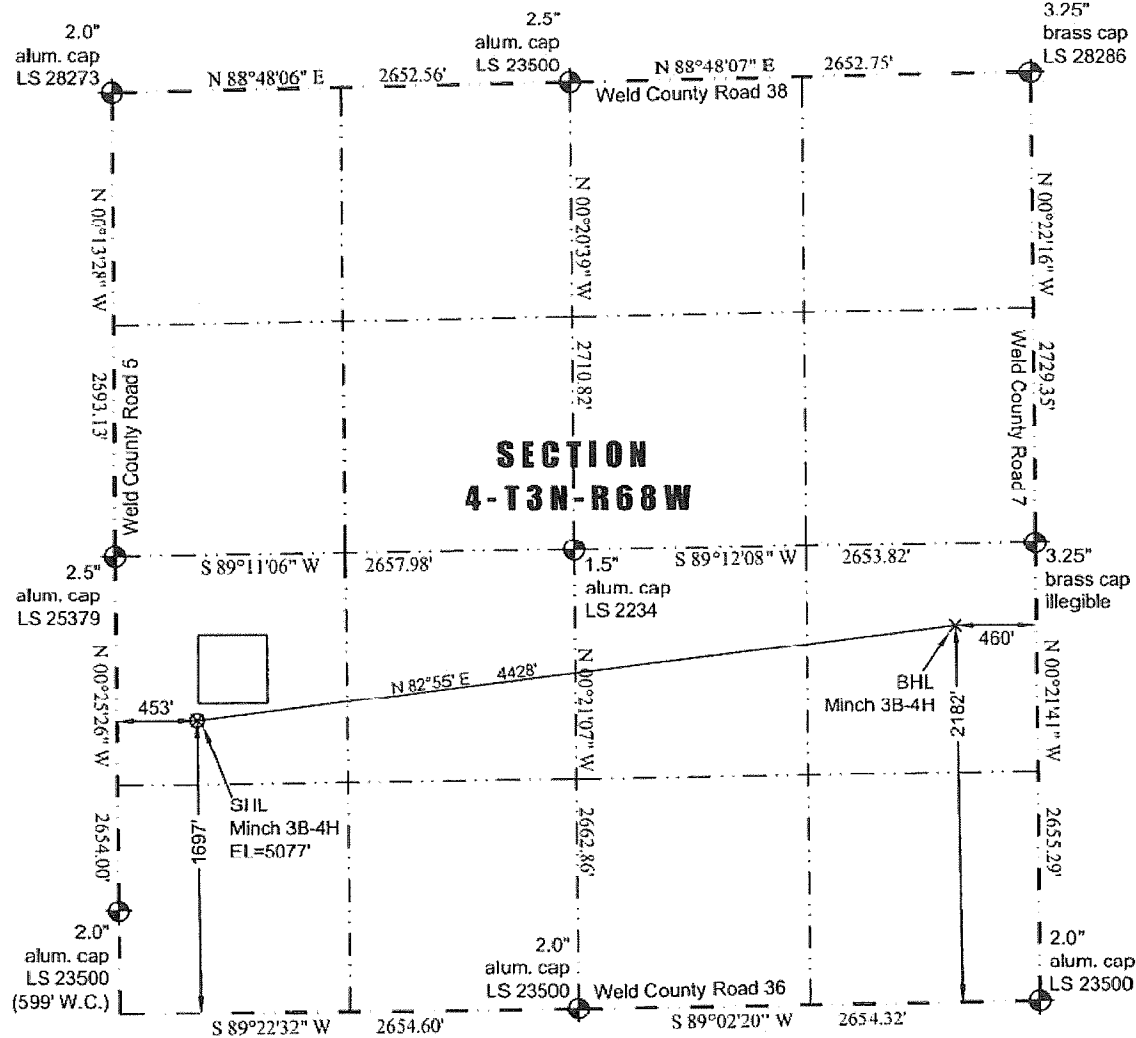 2.0"
alum. cap
LS 28273
2.5"
alum. cap
LS 23500
3.25"
brass cap
LS 28286
N 88°48'06" E 2652.56'
N 88°48'07" E 2652.75'
Weld County Road 38
N 00°13'28" W
2693.13'
Weld County Road 5
N 00°20'39" W
2710.82'
N 00°22'16" W
2729.35'
Weld County Road 7
SECTION
4-T3N-R68W
2.5"
alum. cap
LS 25379
S 89°11'06" W 2657.98'
1.5"
alum. cap
LS 2234
S 89°12'08" W 2653.82'
3.25"
brass cap
illegible
N 00°25'26" W
2654.00'
453'
N 82°55' E 4428'
N 00°21'07" W
2662.86'
460'
BHL
Minch 3B-4H
2182'
N 00°21'41" W
2655.29'
SHL
Minch 3B-4H
EL=5077'
1697'
2.0"
alum. cap
LS 23500
(599' W.C.)
2.0"
alum. cap
LS 23500
Weld County Road 36
2.0"
alum. cap
LS 23500
S 89°22'32" W 2654.60'
S 89°02'20" W 2654.32'